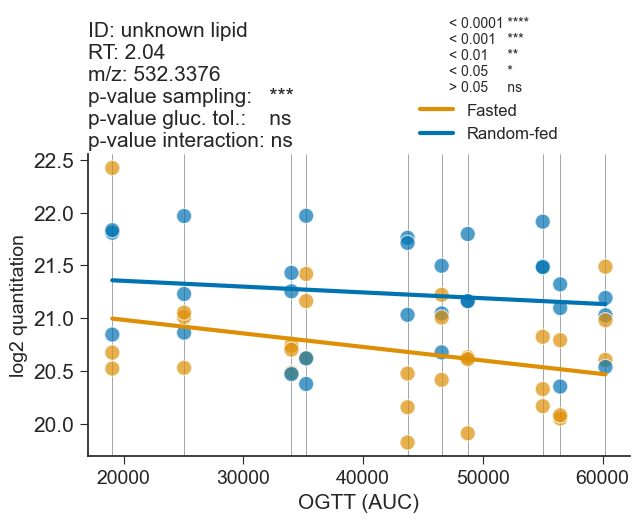 ID: unknown lipid
RT: 2.04
m/z: 532.3376
p-value sampling: ***
p-value gluc. tol.: ns
p-value interaction: ns
< 0.0001 ****
< 0.001 ***
< 0.01 **
< 0.05 *
> 0.05 ns
Fasted
Random-fed
22.5
22.0
21.5
21.0
20.5
20.0
log2 quantitation
20000 30000 40000 50000 60000
OGTT (AUC)